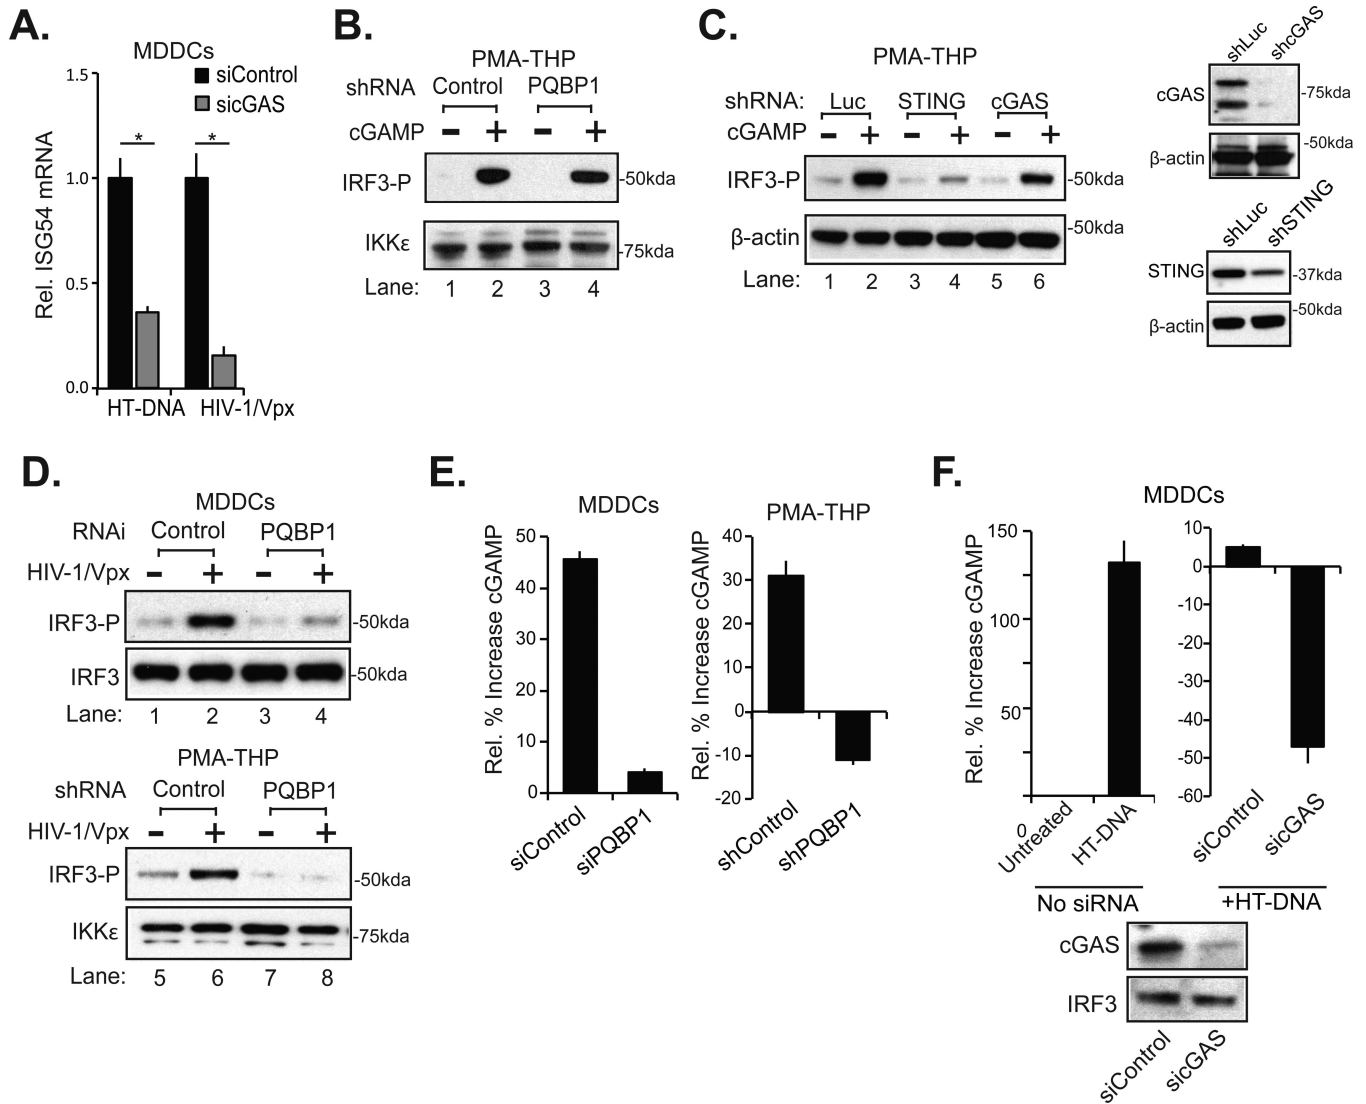 A.
MDDCs
siControl
sicGAS
Rel. ISG54 mRNA
1.5
1.0
0.5
0.0
*
*
HT-DNA
HIV-1/Vpx
B.
PMA-THP
shRNA
Control
PQBP1
cGAMP
- + - +
IRF3-P
-50kda
IKKε
-75kda
Lane: 1 2 3 4
C.
PMA-THP
shRNA: Luc STING cGAS
cGAMP
- + - + - +
IRF3-P
-50kda
β-actin
-50kda
Lane: 1 2 3 4 5 6
shLuc
shcGAS
cGAS
-75kda
β-actin
-50kda
shLuc
shSTING
STING
-37kda
β-actin
-50kda
D.
MDDCs
RNAi
Control
PQBP1
HIV-1/Vpx
- + - +
IRF3-P
-50kda
IRF3
-50kda
Lane: 1 2 3 4
PMA-THP
shRNA
Control
PQBP1
HIV-1/Vpx
- + - +
IRF3-P
-50kda
IKKε
-75kda
Lane: 5 6 7 8
E.
MDDCs
Rel. % Increase cGAMP
50
40
30
20
10
0
siControl
siPQBP1
PMA-THP
Rel. % Increase cGAMP
40
30
20
10
0
-10
-20
shControl
shPQBP1
F.
MDDCs
Rel. % Increase cGAMP
150
100
50
0
Untreated
HT-DNA
No siRNA
10
0
-10
-20
-30
-40
-50
-60
siControl
sicGAS
+HT-DNA
cGAS
IRF3
siControl
sicGAS